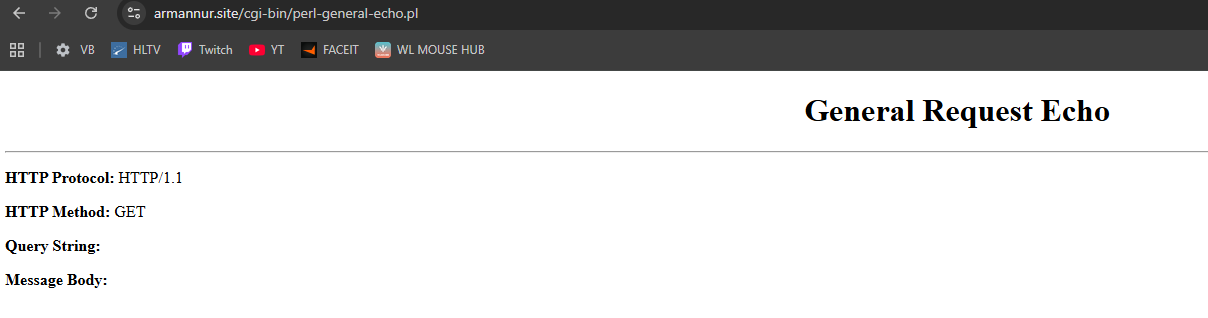 armannur.site/cgi-bin/perl-general-echo.pl
VB HLTV Twitch YT FACEIT WL MOUSE HUB
General Request Echo
HTTP Protocol: HTTP/1.1
HTTP Method: GET
Query String:
Message Body: